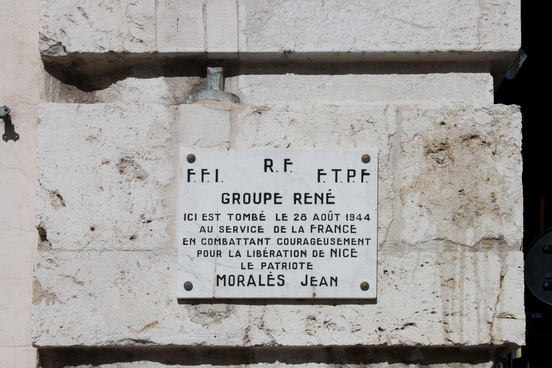 R.F.
F.F.I. F.T.P.F
GROUPE RENÉ
ICI EST TOMBÉ LE 28 AOÛT 1944
AU SERVICE DE LA FRANCE
EN COMBATTANT COURAGEUSEMENT
POUR LA LIBÉRATION DE NICE
LE PATRIOTE
MORALÈS JEAN